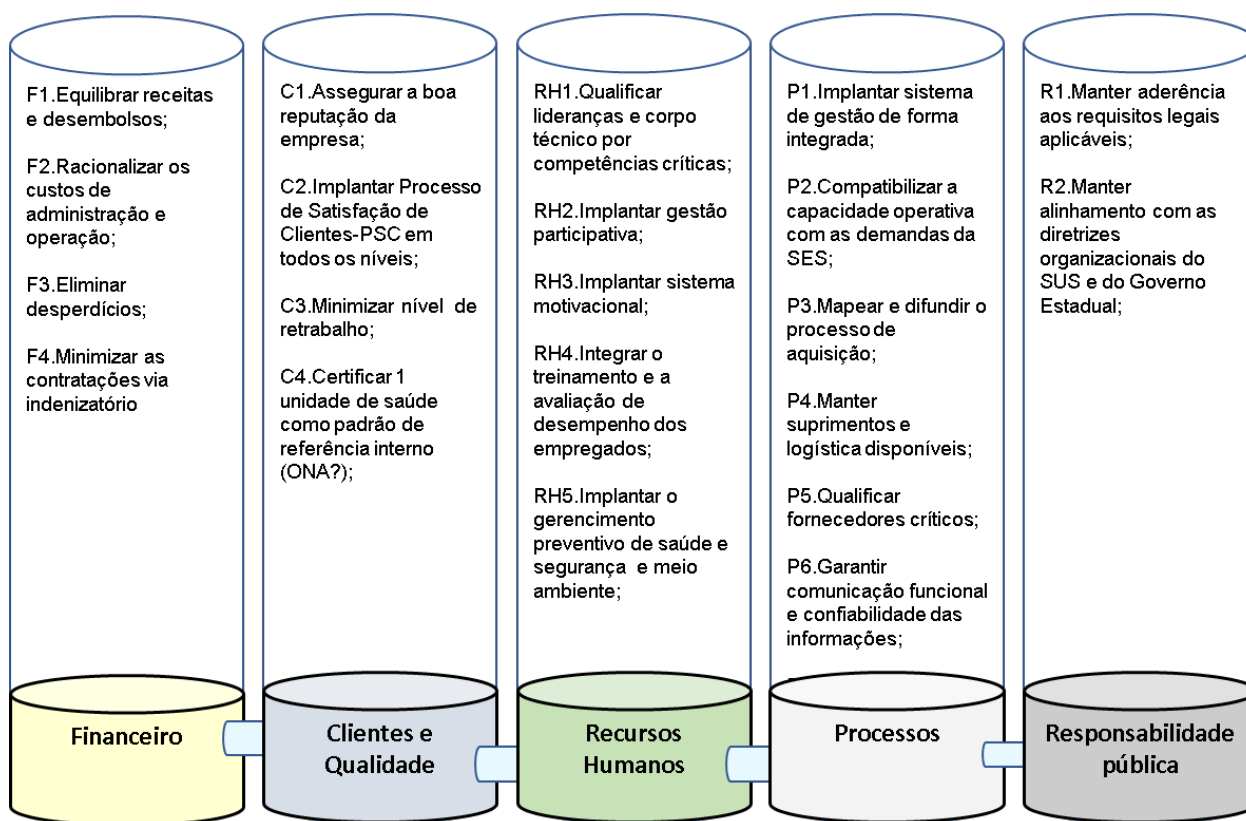 F1.Equilibrar receitas
e desembolsos;
F2.Racionalizar os
custos de
administração e
operação;
F3.Eliminar
desperdícios;
F4.Minimizar as
contratações via
indenizatório
C1.Assegurar a boa
reputação da
empresa;
C2.Implantar Processo
de Satisfação de
Clientes-PSC em
todos os níveis;
C3.Minimizar nível de
retrabalho;
C4.Certificar 1
unidade de saúde
como padrão de
referência interno
(ONA?);
RH1.Qualificar
lideranças e corpo
técnico por
competências críticas;
RH2.Implantar gestão
participativa;
RH3.Implantar sistema
motivacional;
RH4.Integrar o
treinamento e a
avaliação de
desempenho dos
empregados;
RH5.Implantar o
gerencimento
preventivo de saúde e
segurança e meio
ambiente;
P1.Implantar sistema
de gestão de forma
integrada;
P2.Compatibilizar a
capacidade operativa
com as demandas da
SES;
P3.Mapear e difundir o
processo de
aquisição;
P4.Manter
suprimentos e
logística disponíveis;
P5.Qualificar
fornecedores críticos;
P6.Garantir
comunicação funcional
e confiabilidade das
informações;
R1.Manter aderência
aos requisitos legais
aplicáveis;
R2.Manter
alinhamento com as
diretrizes
organizacionais do
SUS e do Governo
Estadual;
Financeiro
Clientes e
Qualidade
Recursos
Humanos
Processos
Responsabilidade
pública